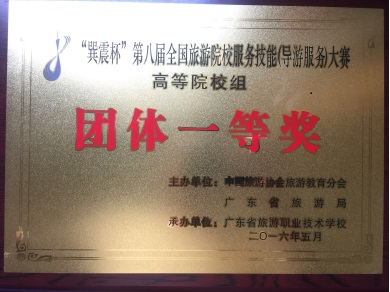 “巽震杯”第八届全国旅游院校服务技能(导游服务)大赛
高等院校组
团体一等奖
主办单位：中国旅游协会旅游教育分会
广东省旅游局
承办单位：广东省旅游职业技术学校
二〇一六年五月